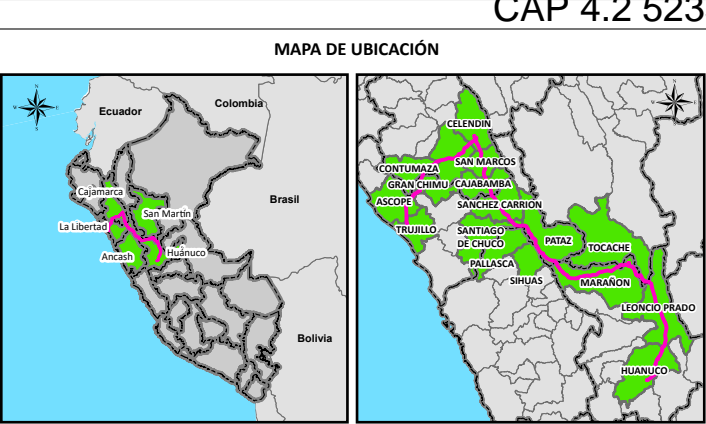 CAP 4.2 523
MAPA DE UBICACIÓN
N
W
E
S
Ecuador
Colombia
Cajamarca
San Martín
Brasil
La Libertad
Huánuco
Ancash
Bolivia
N
W
E
S
CELENDIN
CONTUMAZA
SAN MARCOS
GRAN CHIMU
CAJABAMBA
ASCOPE
SANCHEZ CARRION
TRUJILLO
SANTIAGO
DE CHUCO
PATAZ
TOCACHE
PALLASCA
SIHUAS
MARAÑON
LEONCIO PRADO
HUANUCO